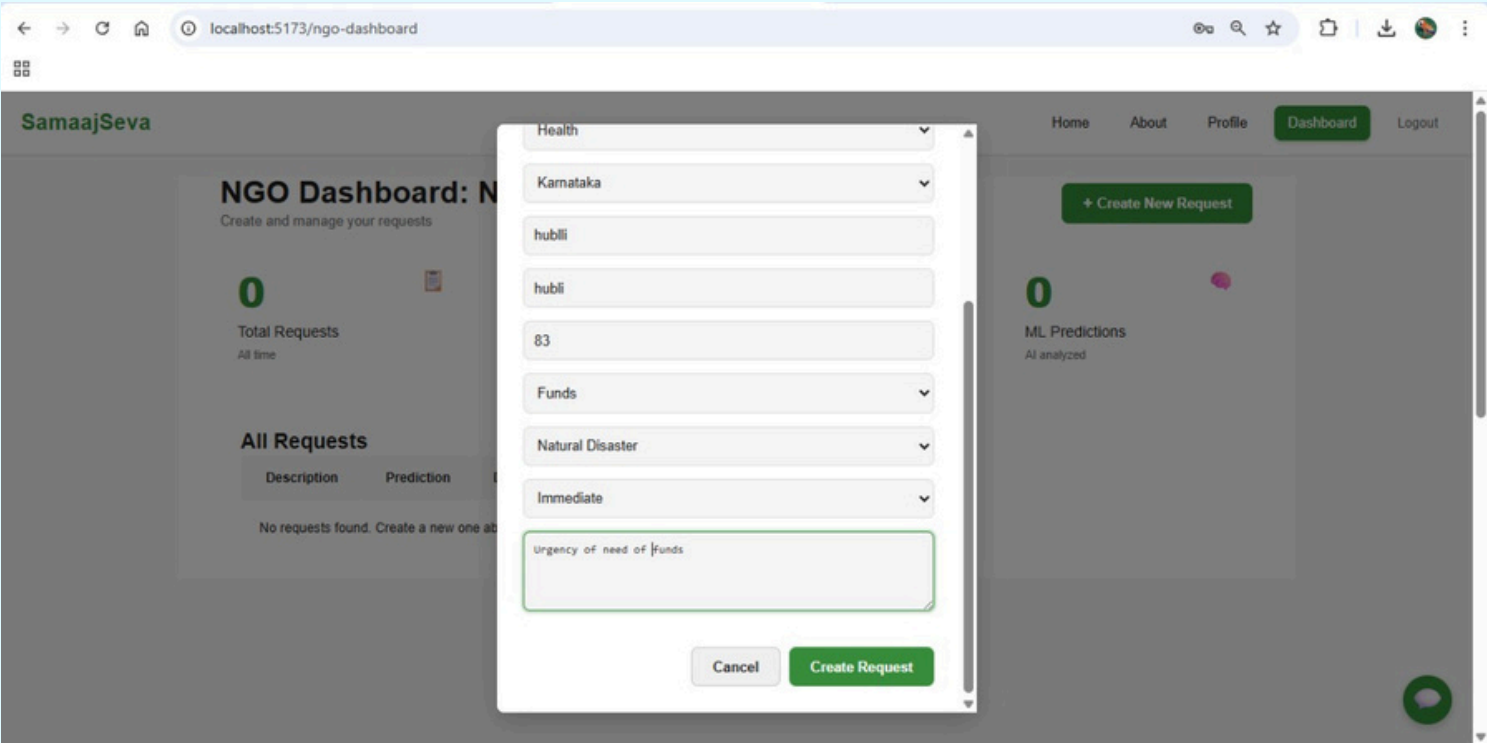 localhost:5173/ngo-dashboard
SamaajSeva
Home About Profile Dashboard Logout
NGO Dashboard: N
Create and manage your requests
+ Create New Request
0
Total Requests
All time
0
ML Predictions
AI analyzed
All Requests
Description Prediction
No requests found. Create a new one ab
Health
Karnataka
hublli
hubli
83
Funds
Natural Disaster
Immediate
Urgency of need of funds
Cancel Create Request